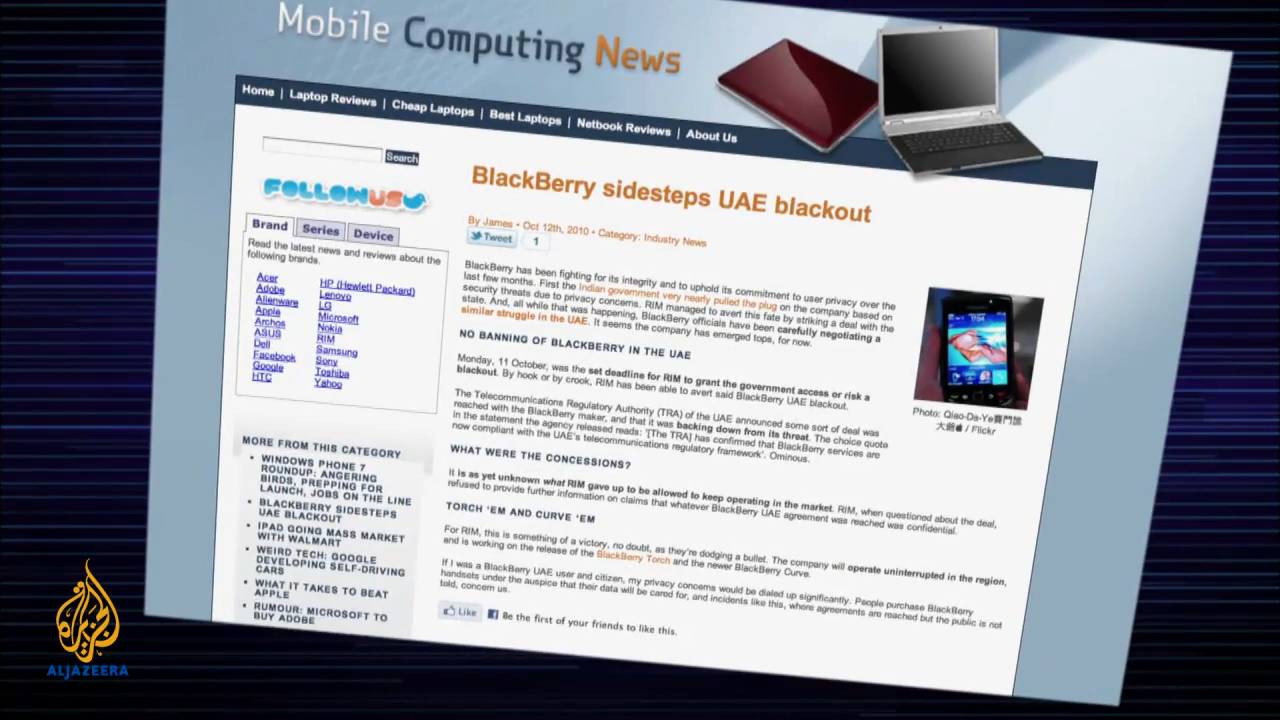 Mobile Computing News
Home | Laptop Reviews | Cheap Laptops | Best Laptops | Netbook Reviews | About Us
Search
FOLLOW US
Brand
Series
Device
Read the latest news and reviews about the
following brands.
Acer
Adobe
Alienware
Apple
Archos
ASUS
Dell
Facebook
Google
HTC
HP (Hewlett Packard)
Lenovo
LG
Microsoft
Nokia
RIM
Samsung
Sony
Toshiba
Yahoo
MORE FROM THIS CATEGORY
• WINDOWS PHONE 7
ROUNDUP: ANGERING
BIRDS, PREPPING FOR
LAUNCH, JOBS ON THE LINE
• BLACKBERRY SIDESTEPS
UAE BLACKOUT
• IPAD GOING MASS MARKET
WITH WALMART
• WEIRD TECH: GOOGLE
DEVELOPING SELF-DRIVING
CARS
• WHAT IT TAKES TO BEAT
APPLE
• RUMOUR: MICROSOFT TO
BUY ADOBE
BlackBerry sidesteps UAE blackout
By James • Oct 12th, 2010 • Category: Industry News
Tweet
1
BlackBerry has been fighting for its integrity and to uphold its commitment to user privacy over the
last few months. First the Indian government very nearly pulled the plug on the company based on
security threats due to privacy concerns. RIM managed to avert this fate by striking a deal with the
state. And, all while that was happening, BlackBerry officials have been carefully negotiating a
similar struggle in the UAE. It seems the company has emerged tops, for now.
NO BANNING OF BLACKBERRY IN THE UAE
Monday, 11 October, was the set deadline for RIM to grant the government access or risk a
blackout. By hook or by crook, RIM has been able to avert said BlackBerry UAE blackout.
The Telecommunications Regulatory Authority (TRA) of the UAE announced some sort of deal was
reached with the BlackBerry maker, and that it was backing down from its threat. The choice quote
in the statement the agency released reads: '[The TRA] has confirmed that BlackBerry services are
now compliant with the UAE's telecommunications regulatory framework'. Ominous.
WHAT WERE THE CONCESSIONS?
It is as yet unknown what RIM gave up to be allowed to keep operating in the market. RIM, when questioned about the deal,
refused to provide further information on claims that whatever BlackBerry UAE agreement was reached was confidential.
TORCH 'EM AND CURVE 'EM
For RIM, this is something of a victory, no doubt, as they're dodging a bullet. The company will operate uninterrupted in the region,
and is working on the release of the BlackBerry Torch and the newer BlackBerry Curve.
If I was a BlackBerry UAE user and citizen, my privacy concerns would be dialed up significantly. People purchase BlackBerry
handsets under the auspice that their data will be cared for, and incidents like this, where agreements are reached but the public is not
told, concern us.
Like
Be the first of your friends to like this.
Photo: Qiao-Da-Ye賽門譙
大爺 / Flickr
الجزيرة
ALJAZEERA